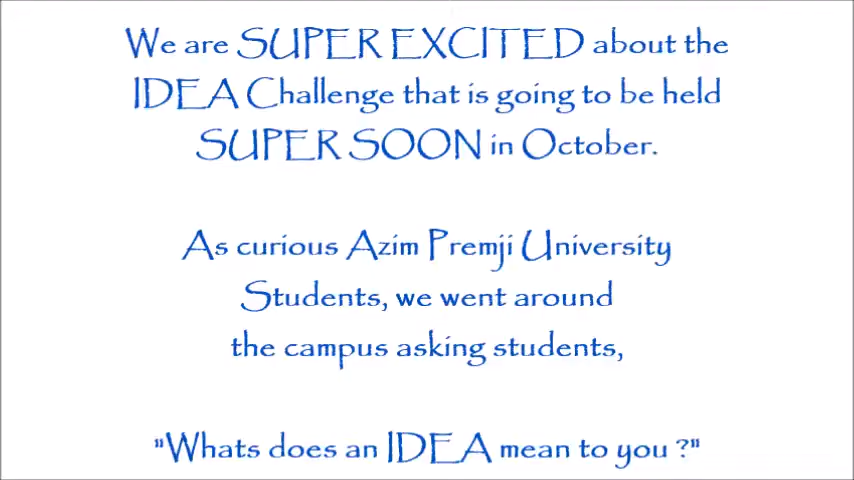 We are SUPER EXCITED about the
IDEA Challenge that is going to be held
SUPER SOON in October.
As curious Azim Premji University
Students, we went around
the campus asking students,
"Whats does an IDEA mean to you ?"